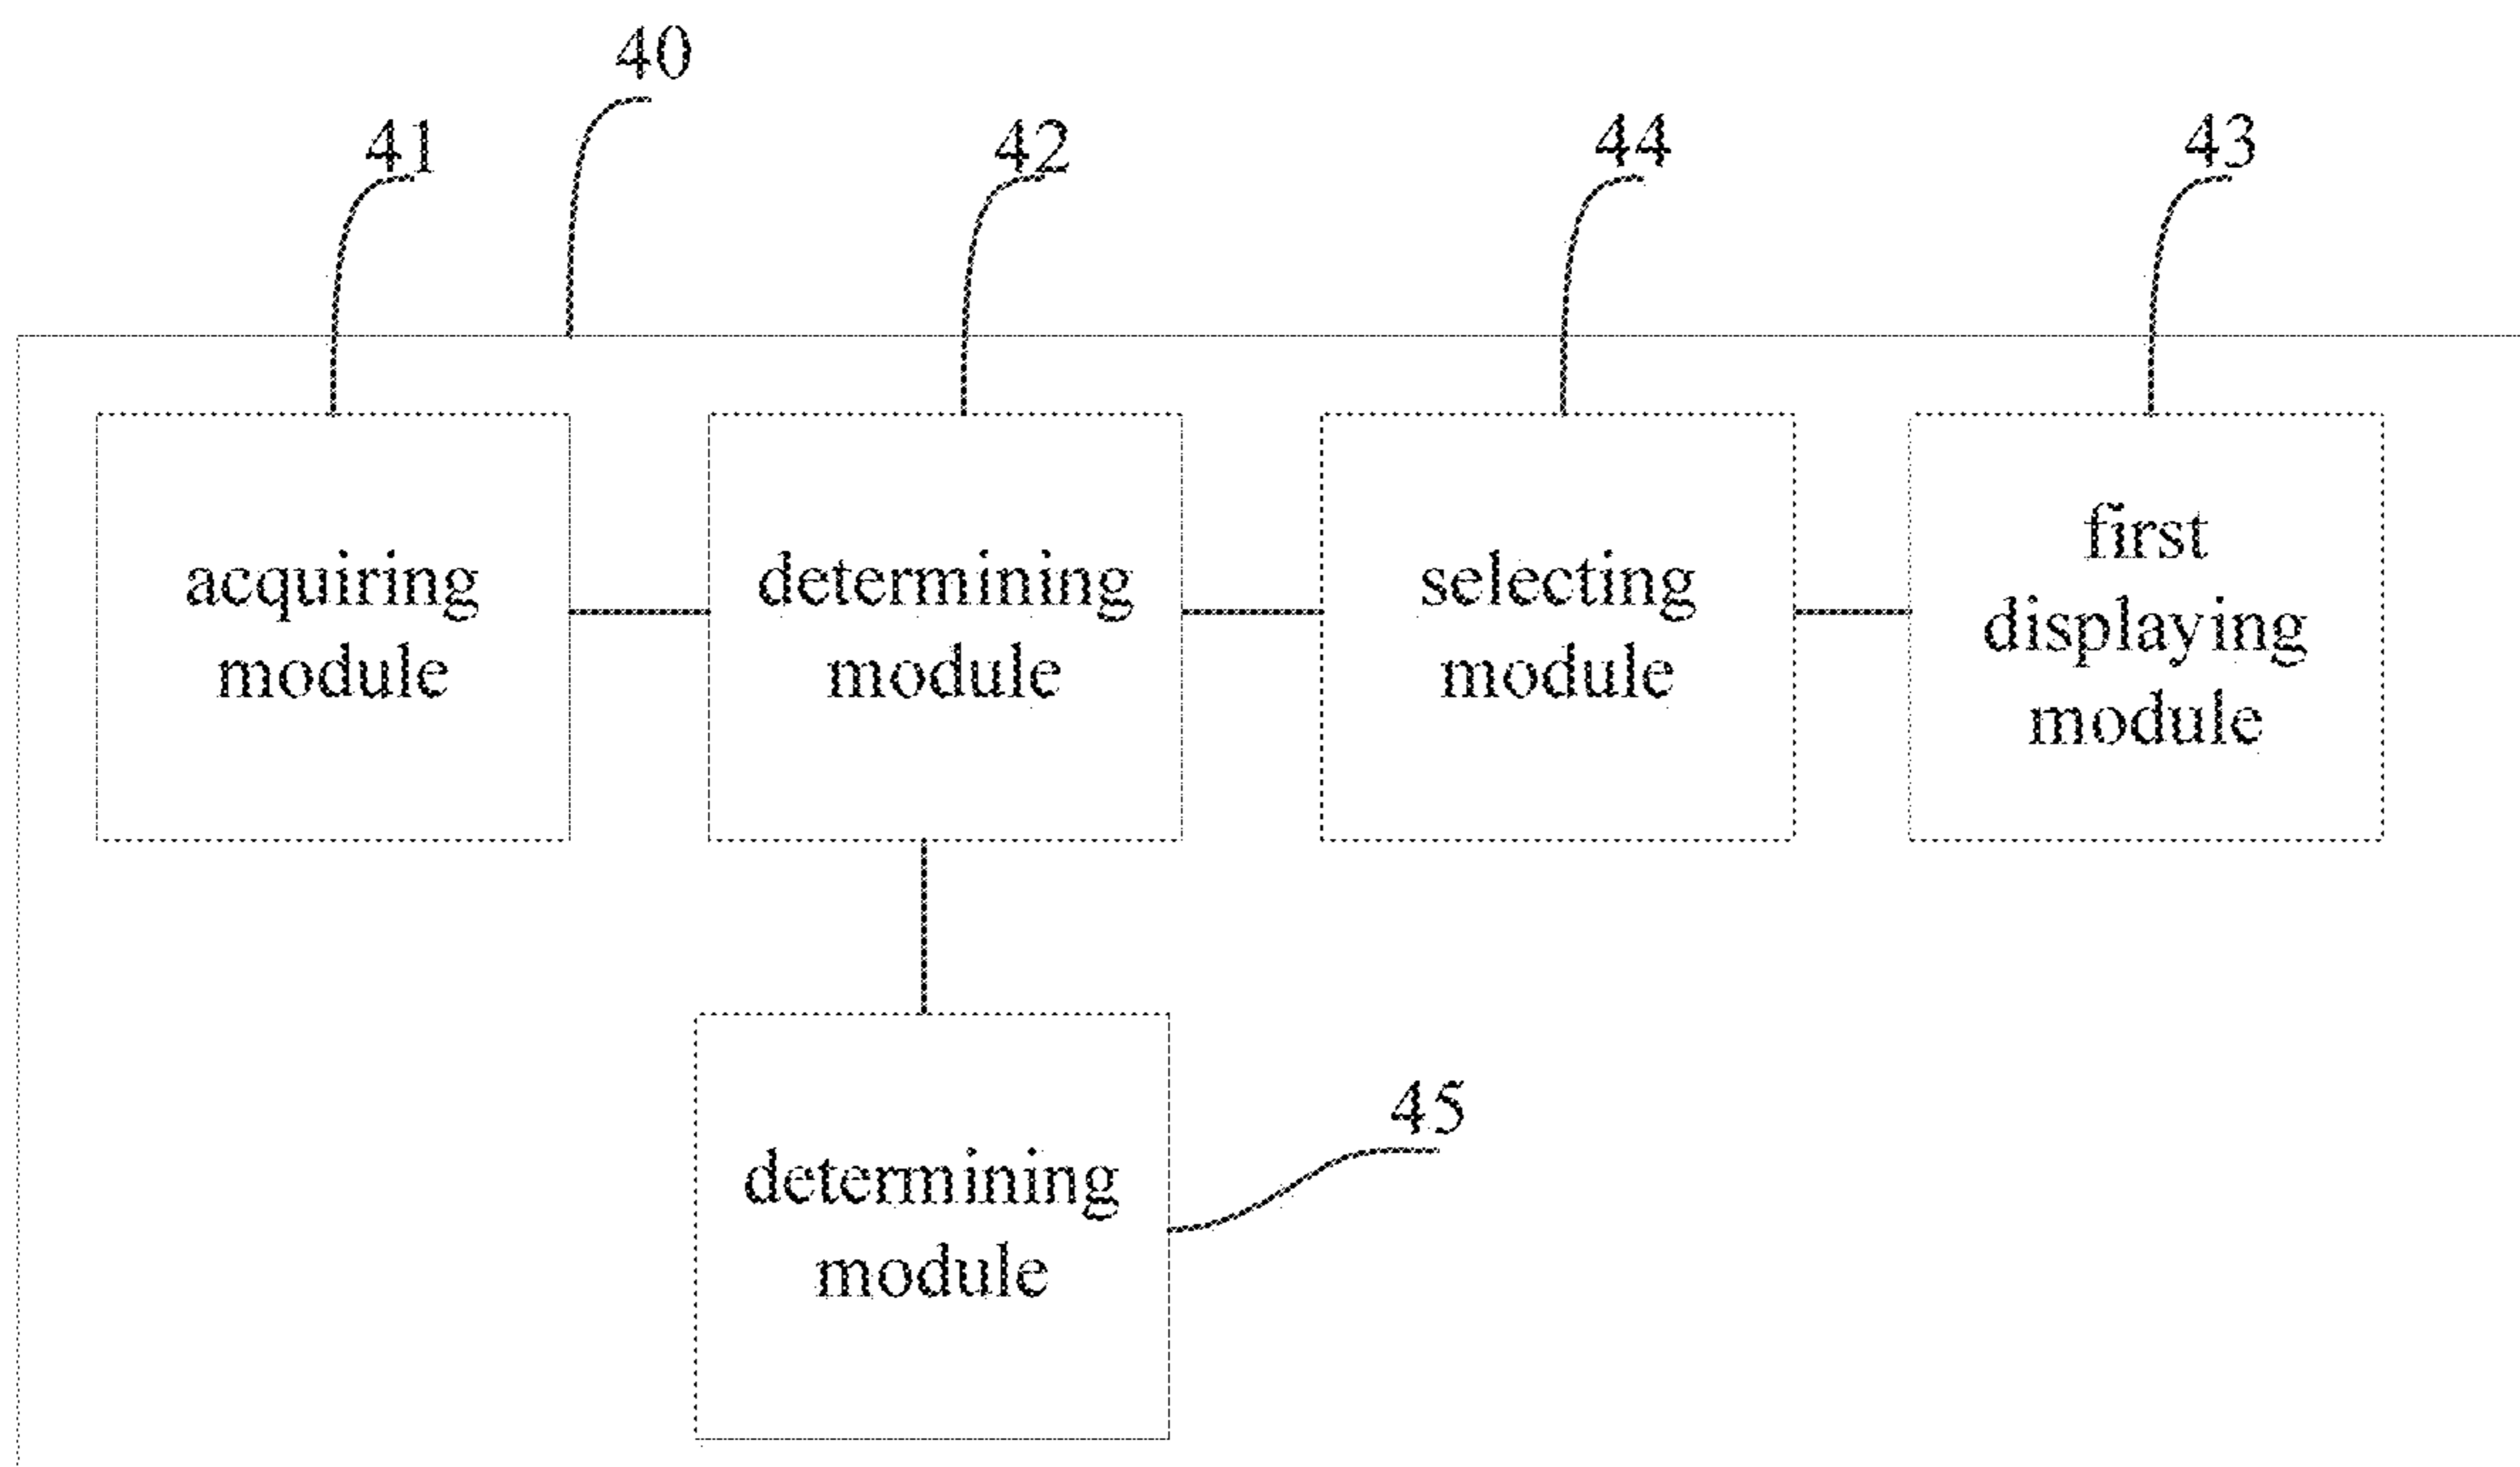 40
41
42
44
43
acquiring
module
determining
module
selecting
module
first
displaying
module
determining
module
45